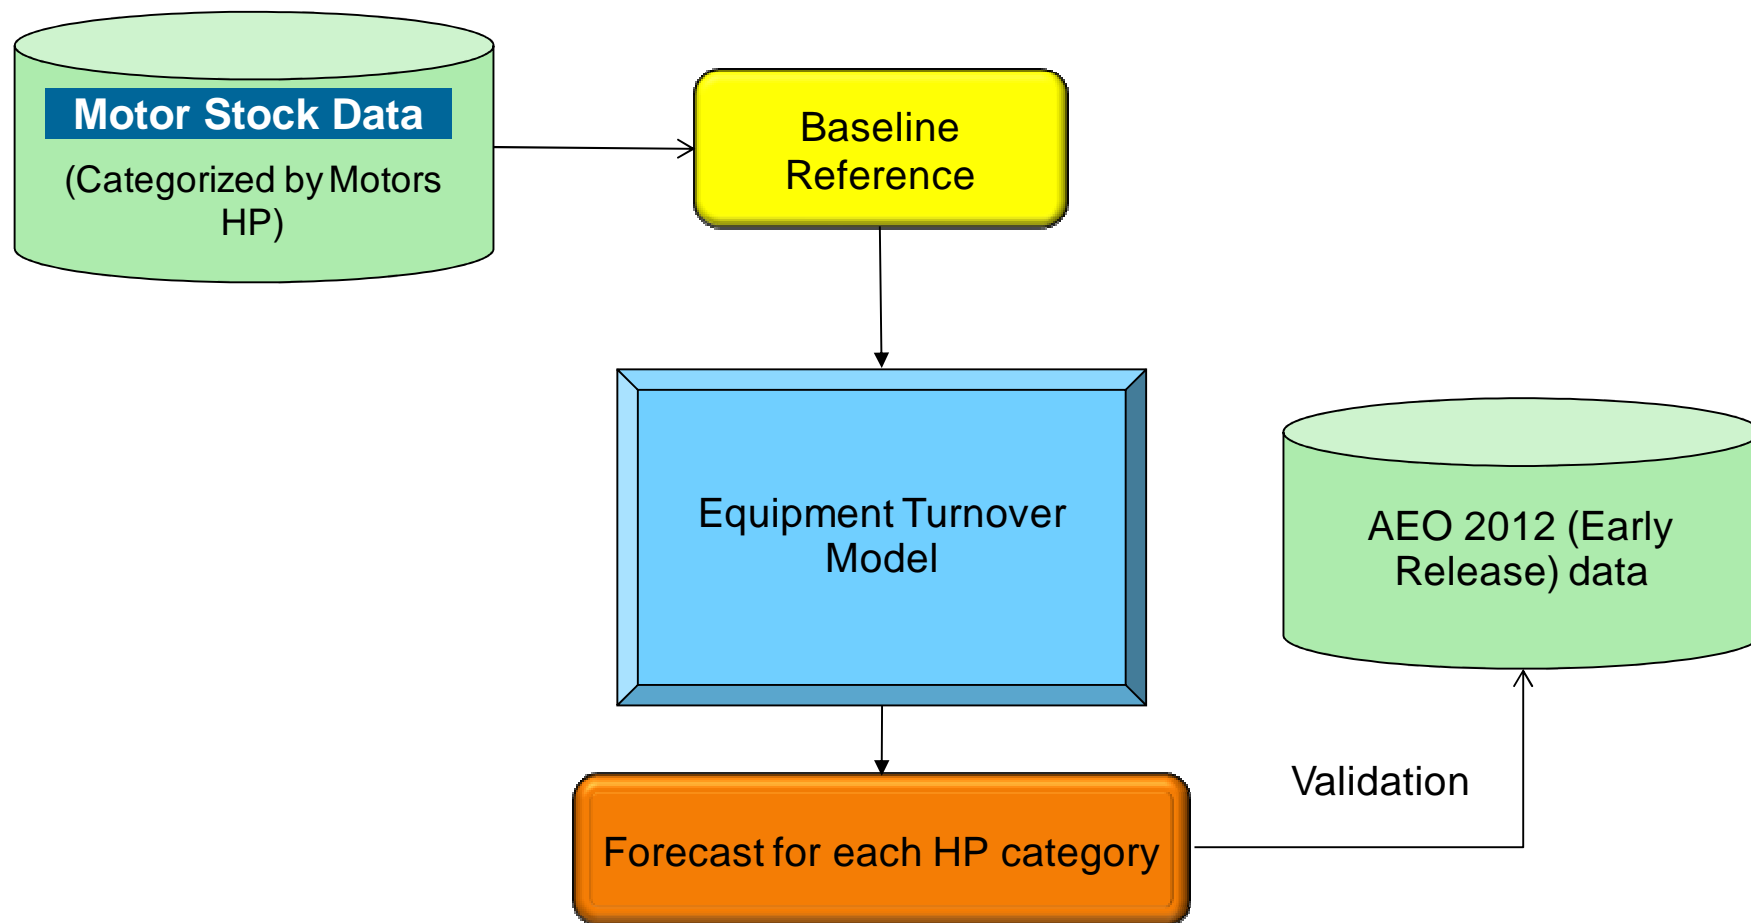 Motor Stock Data
(Categorized by Motors
HP)
Baseline
Reference
Equipment Turnover
Model
AEO 2012 (Early
Release) data
Validation
Forecast for each HP category